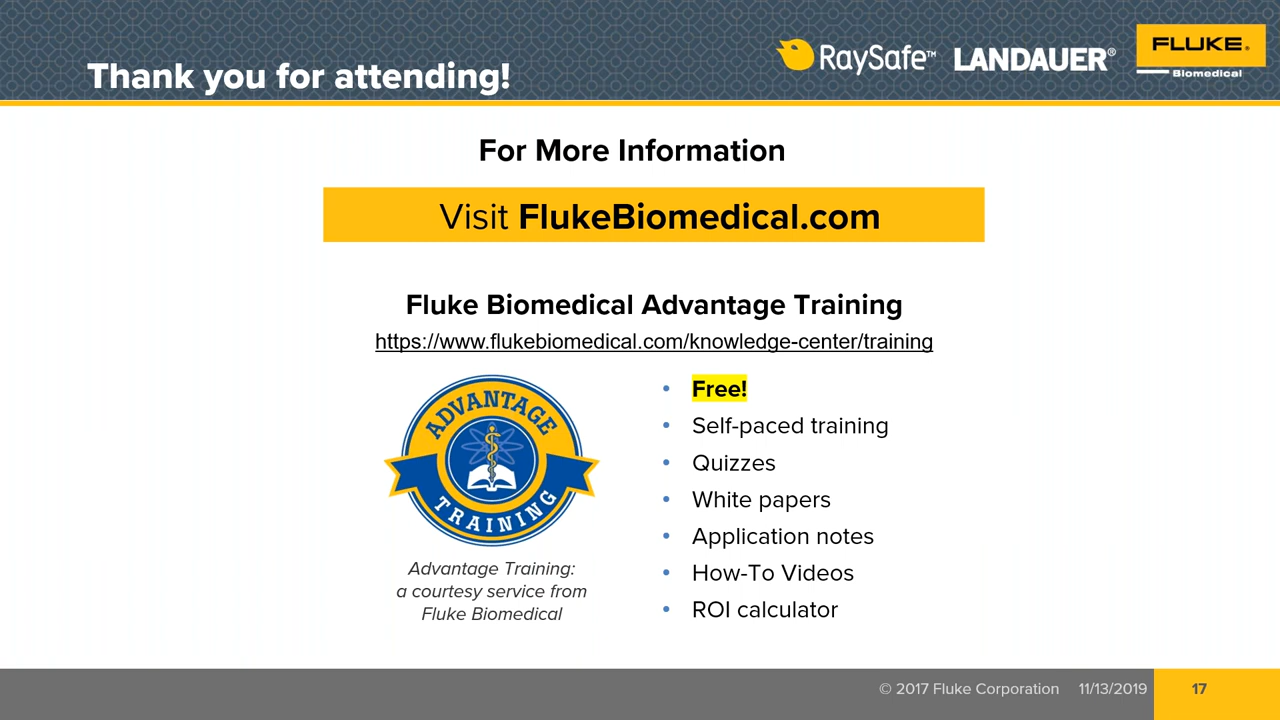 Thank you for attending!
RaySafe™ LANDAUER® FLUKE®
Biomedical
For More Information
Visit FlukeBiomedical.com
Fluke Biomedical Advantage Training
https://www.flukebiomedical.com/knowledge-center/training
ADVANTAGE
TRAINING
Advantage Training:
a courtesy service from
Fluke Biomedical
• Free!
• Self-paced training
• Quizzes
• White papers
• Application notes
• How-To Videos
• ROI calculator
© 2017 Fluke Corporation 11/13/2019 17